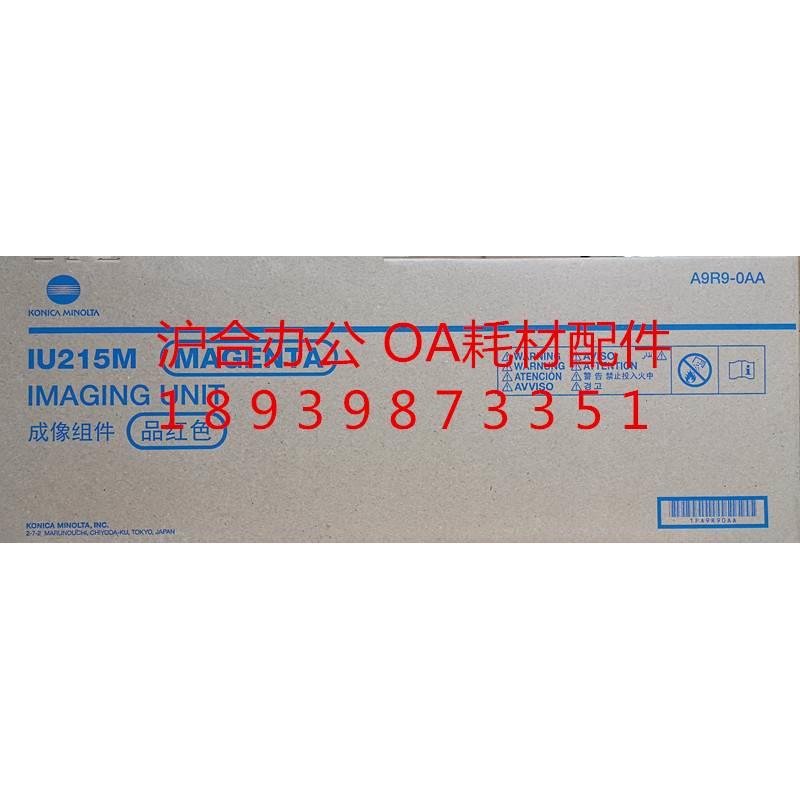 A9R9-0AA
KONICA MINOLTA
沪合办公 OA耗材配件
IU215M (MAGENTA)
IMAGING UNIT
18939873351
成像组件 品红色
WARNING AVISO
WARNUNG ATTENTION
ATENCIÓN 警告 禁止投入火中
AVVISO 경고
KONICA MINOLTA, INC.
2-7-2 MARUNOUCHI, CHIYODA-KU, TOKYO, JAPAN
1PA9R90AA